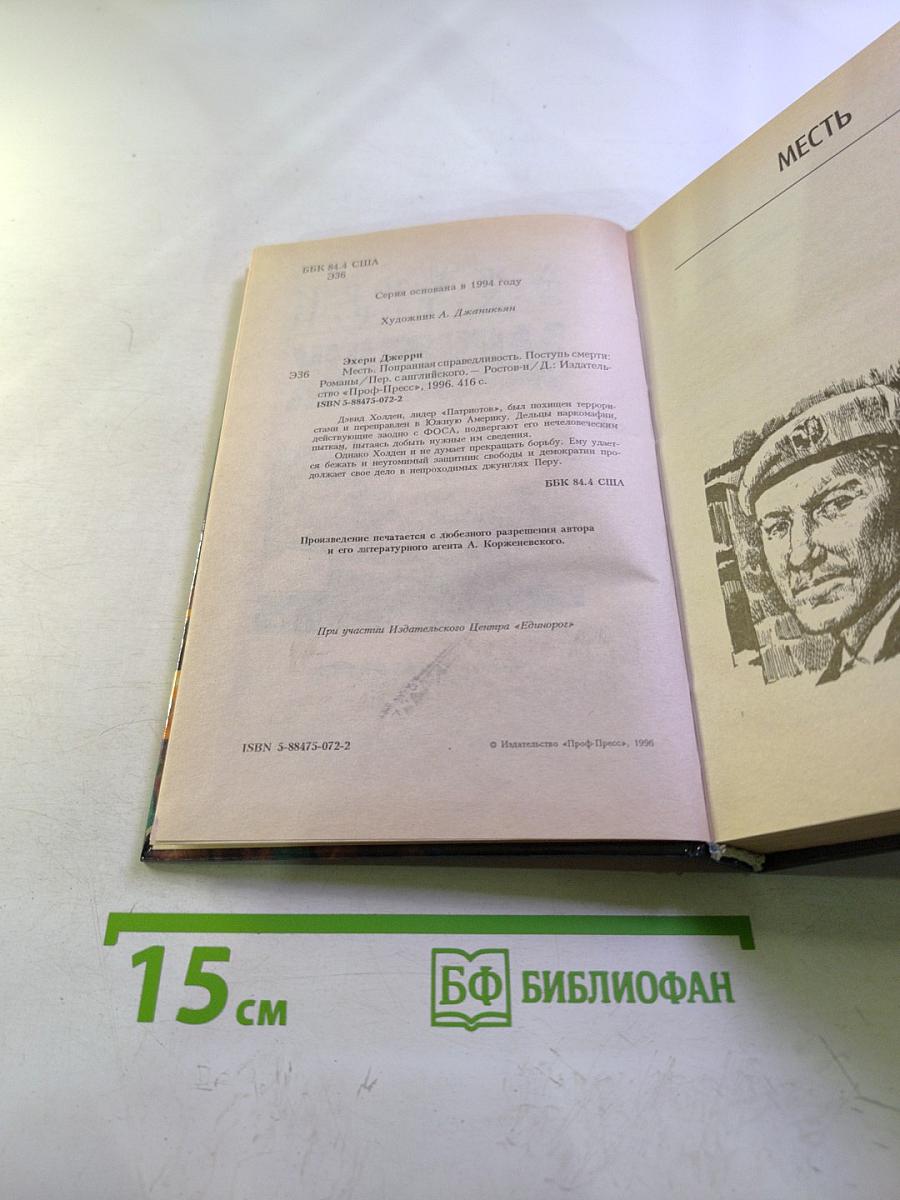 ББК 84.4 США
Э36
Серия основана в 1994 году
Художник А. Джаникьян
Эхерн Джерри
Э36 Месть. Попранная справедливость. Поступь смерти:
Романы/Пер. с английского. — Ростов-н/Д.: Издатель-
ство «Проф-Пресс», 1996. 416 с.
ISBN 5-88475-072-2
Дэвид Холден, лидер «Патриотов», был похищен террори-
стами и переправлен в Южную Америку. Дельцы наркомафии,
действующие заодно с ФОСА, подвергают его нечеловеческим
пыткам, пытаясь добыть нужные им сведения.
Однако Холден и не думает прекращать борьбу. Ему удает-
ся бежать и неутомимый защитник свободы и демократии про-
должает свое дело в непроходимых джунглях Перу.
ББК 84.4 США
Произведение печатается с любезного разрешения автора
и его литературного агента А. Корженевского.
При участии Издательского Центра «Единорог»
ISBN 5-88475-072-2
© Издательство «Проф-Пресс», 1996
МЕСТЬ
15 см
БФ БИБЛИОФАН